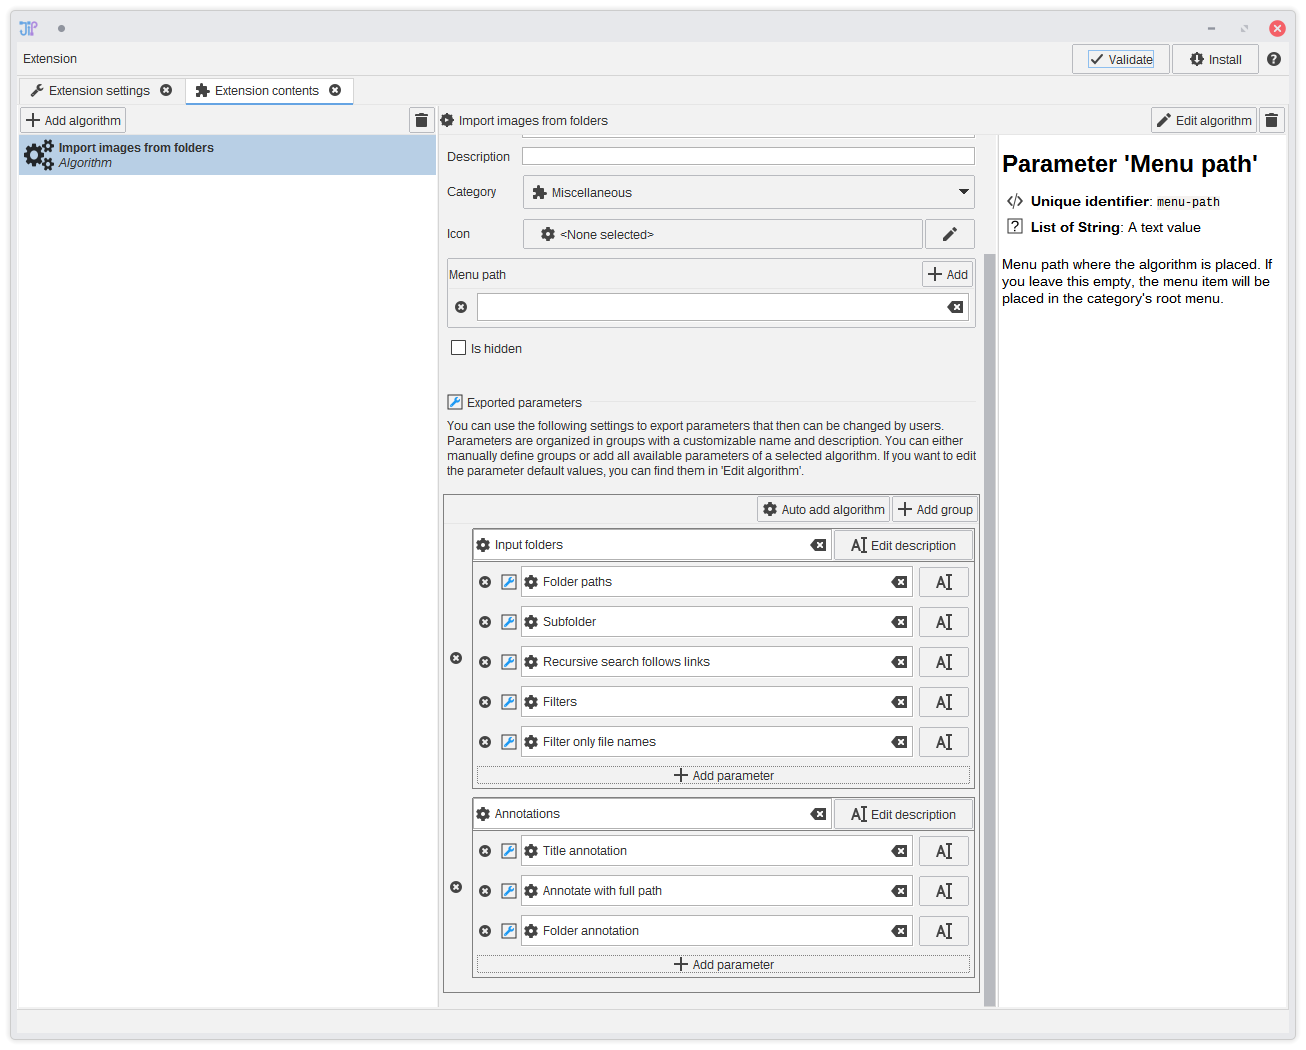 JIP
Extension
Validate
Install
Extension settings
Extension contents
Add algorithm
Import images from folders
Edit algorithm
Import images from folders
Algorithm
Description
Category
Miscellaneous
Icon
<None selected>
Menu path
Add
Is hidden
Exported parameters
You can use the following settings to export parameters that then can be changed by users.
Parameters are organized in groups with a customizable name and description. You can either
manually define groups or add all available parameters of a selected algorithm. If you want to edit
the parameter default values, you can find them in 'Edit algorithm'.
Auto add algorithm
Add group
Input folders
Edit description
Folder paths
Subfolder
Recursive search follows links
Filters
Filter only file names
Add parameter
Annotations
Edit description
Title annotation
Annotate with full path
Folder annotation
Add parameter
Parameter 'Menu path'
Unique identifier: menu-path
List of String: A text value
Menu path where the algorithm is placed. If
you leave this empty, the menu item will be
placed in the category's root menu.